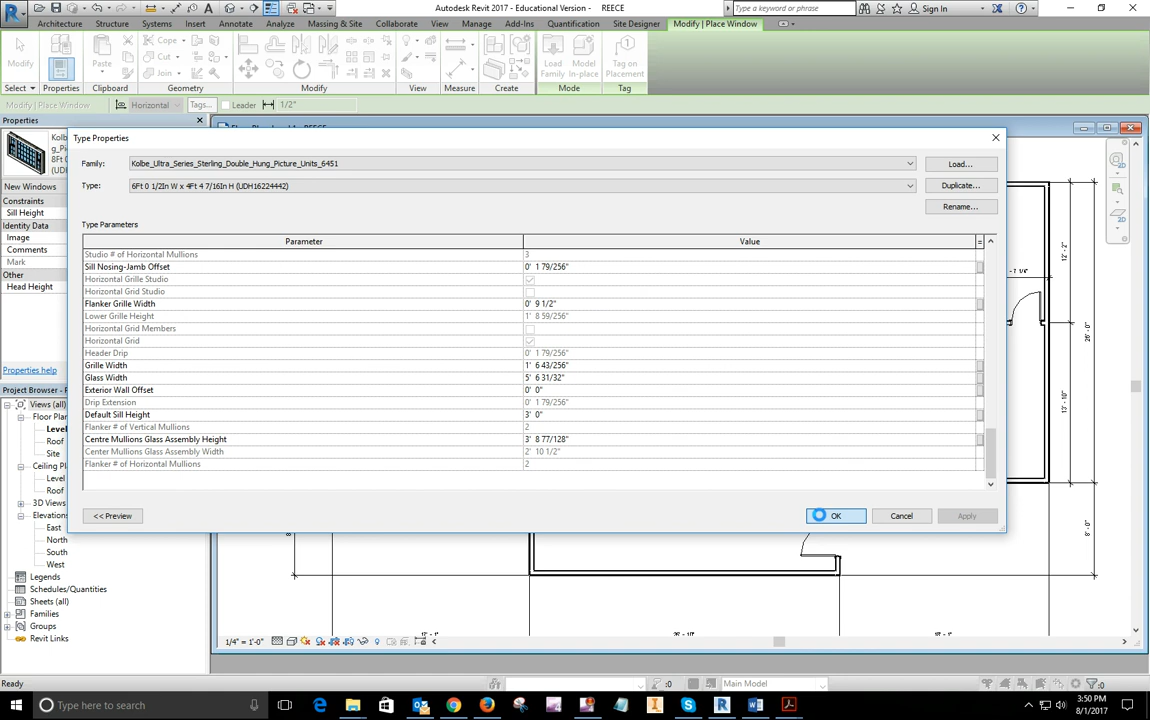 Autodesk Revit 2017 - Educational Version -    REECE
Type a keyword or phrase
Sign In
Architecture Structure Systems Insert Annotate Analyze Massing & Site Collaborate View Manage Add-Ins Quantification Site Designer Modify | Place Window
Modify Paste Cope Cut Join Load Family Model In-place Tag on Placement
Select Properties Clipboard Geometry Modify View Measure Create Mode Tag
Modify | Place Window Horizontal Tags... Leader 1/2"
Properties
New Windows
Constraints
Sill Height
Identity Data
Image
Comments
Mark
Other
Head Height
Properties help
Project Browser -
Views (all)
Floor Plan
Level
Roof
Site
Ceiling Pl
Level
Roof
3D Views
Elevations
East
North
South
West
Legends
Schedules/Quantities
Sheets (all)
Families
Groups
Revit Links
Type Properties
Family: Kolbe_Ultra_Series_Sterling_Double_Hung_Picture_Units_6451 Load...
Type: 6Ft 0 1/2In W x 4Ft 4 7/16In H (UDH16224442) Duplicate...
Rename...
Type Parameters
Parameter Value =
Studio # of Horizontal Mullions 3
Sill Nosing-Jamb Offset 0' 1 79/256"
Horizontal Grille Studio
Horizontal Grid Studio
Flanker Grille Width 0' 9 1/2"
Lower Grille Height 1' 8 59/256"
Horizontal Grid Members
Horizontal Grid
Header Drip 0' 1 79/256"
Grille Width 1' 6 43/256"
Glass Width 5' 6 31/32"
Exterior Wall Offset 0' 0"
Drip Extension 0' 1 79/256"
Default Sill Height 3' 0"
Flanker # of Vertical Mullions 2
Centre Mullions Glass Assembly Height 3' 8 77/128"
Center Mullions Glass Assembly Width 2' 10 1/2"
Flanker # of Horizontal Mullions 2
<< Preview OK Cancel Apply
12' - 2"
26' - 0"
13' - 10"
8' - 0"
1/4" = 1'-0"
Ready :0 Main Model :0
Type here to search
3:50 PM
8/1/2017